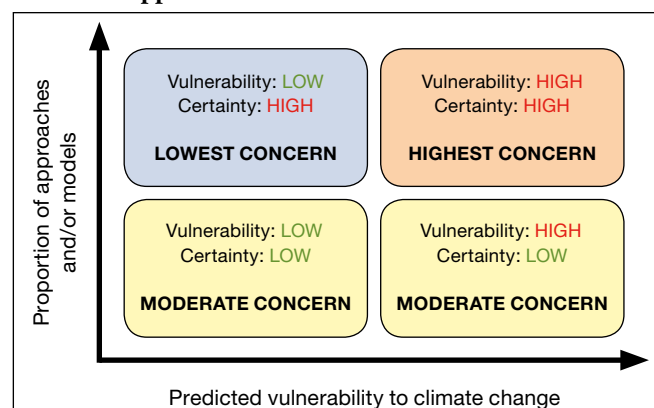 Proportion of approaches
and/or models
Vulnerability: LOW
Certainty: HIGH
LOWEST CONCERN
Vulnerability: HIGH
Certainty: HIGH
HIGHEST CONCERN
Vulnerability: LOW
Certainty: LOW
MODERATE CONCERN
Vulnerability: HIGH
Certainty: LOW
MODERATE CONCERN
Predicted vulnerability to climate change